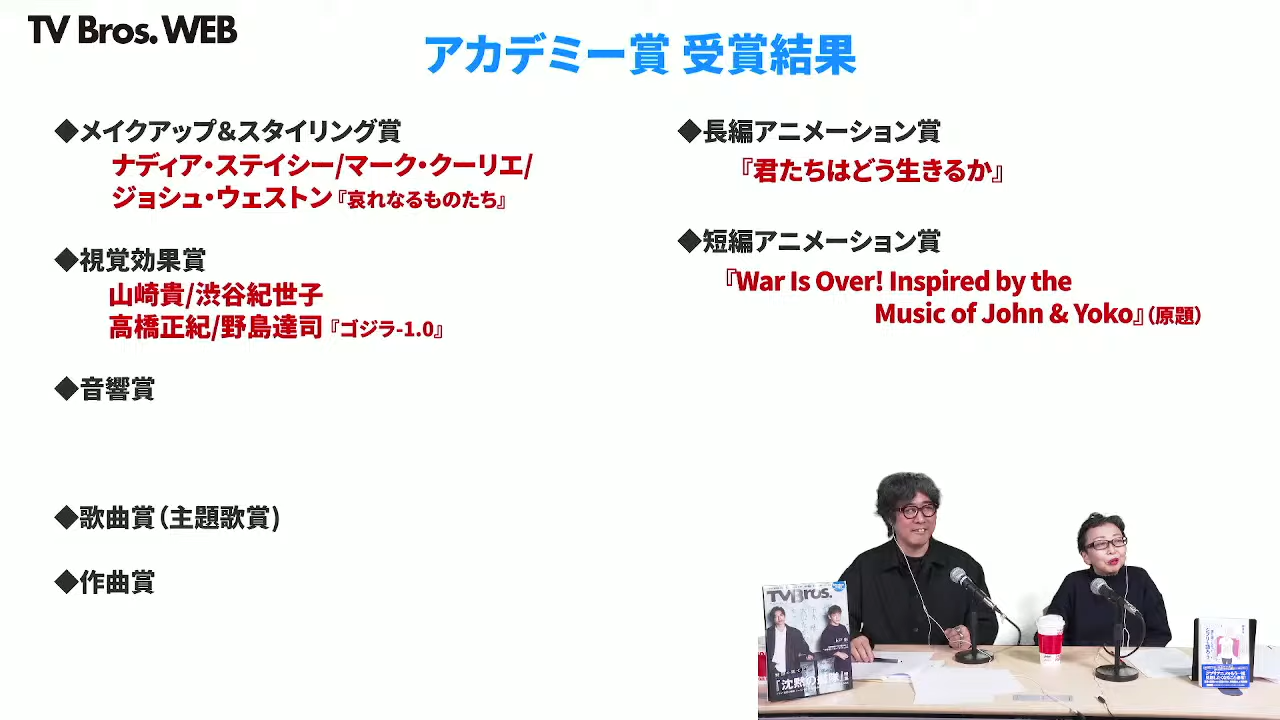 TV Bros. WEB
アカデミー賞 受賞結果
◆メイクアップ&スタイリング賞
ナディア・ステイシー/マーク・クーリエ/
ジョシュ・ウェストン『哀れなるものたち』
◆視覚効果賞
山崎貴/渋谷紀世子
高橋正紀/野島達司『ゴジラ-1.0』
◆音響賞
◆歌曲賞(主題歌賞)
◆作曲賞
◆長編アニメーション賞
『君たちはどう生きるか』
◆短編アニメーション賞
『War Is Over! Inspired by the
Music of John & Yoko』(原題)
TVBros.